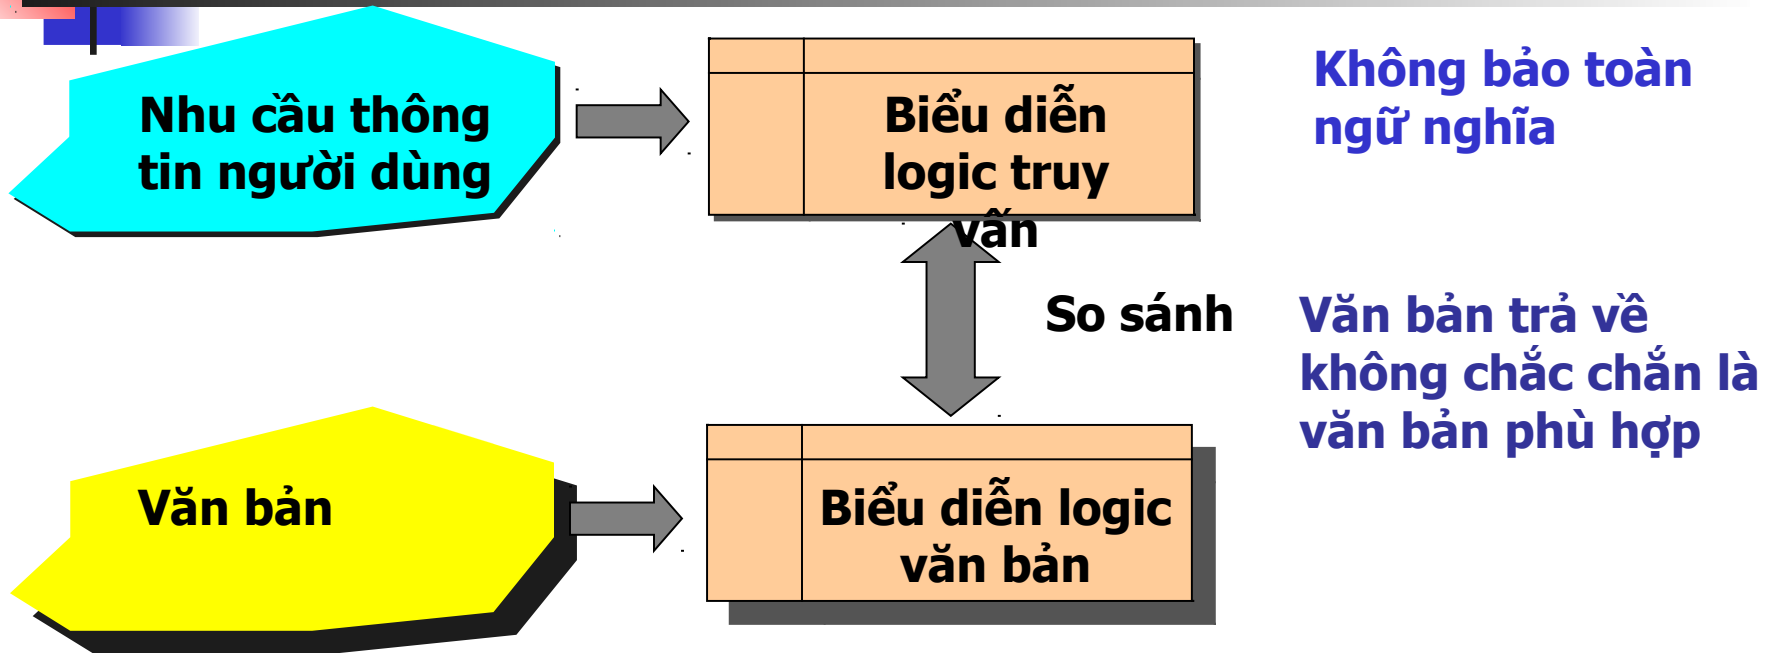 Nhu cầu thông
tin người dùng
Biểu diễn
logic truy
vấn
Không bảo toàn
ngữ nghĩa
So sánh
Văn bản trả về
không chắc chắn là
văn bản phù hợp
Văn bản
Biểu diễn logic
văn bản